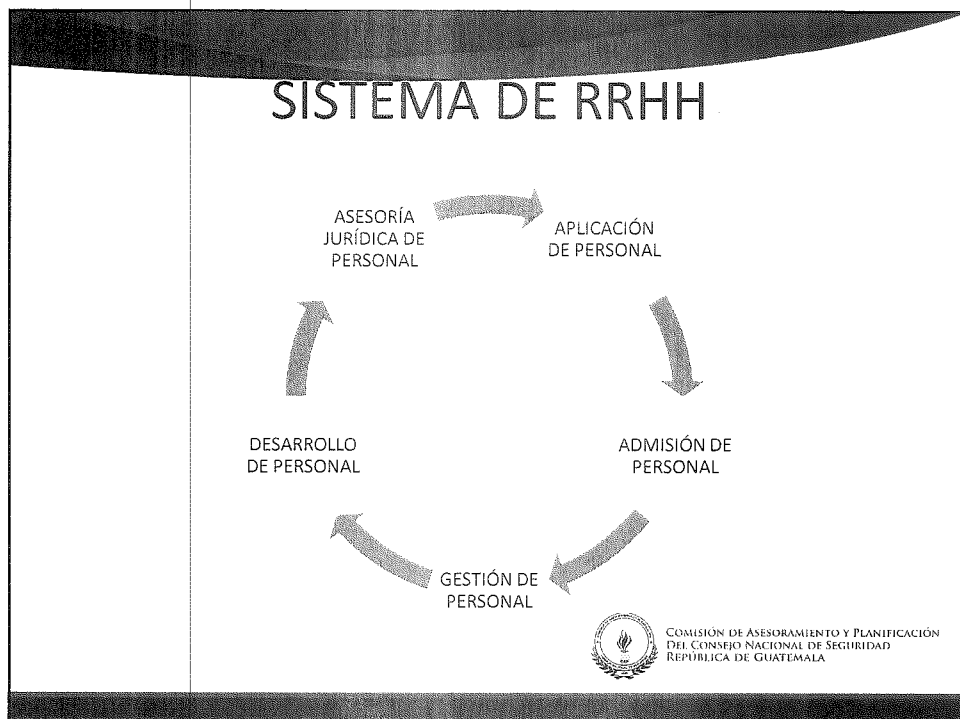 SISTEMA DE RRHH
ASESORÍA
JURÍDICA DE
PERSONAL
APLICACIÓN
DE PERSONAL
ADMISIÓN DE
PERSONAL
GESTIÓN DE
PERSONAL
DESARROLLO
DE PERSONAL
COMISIÓN DE ASESORAMIENTO Y PLANIFICACIÓN
DEL CONSEJO NACIONAL DE SEGURIDAD
REPÚBLICA DE GUATEMALA